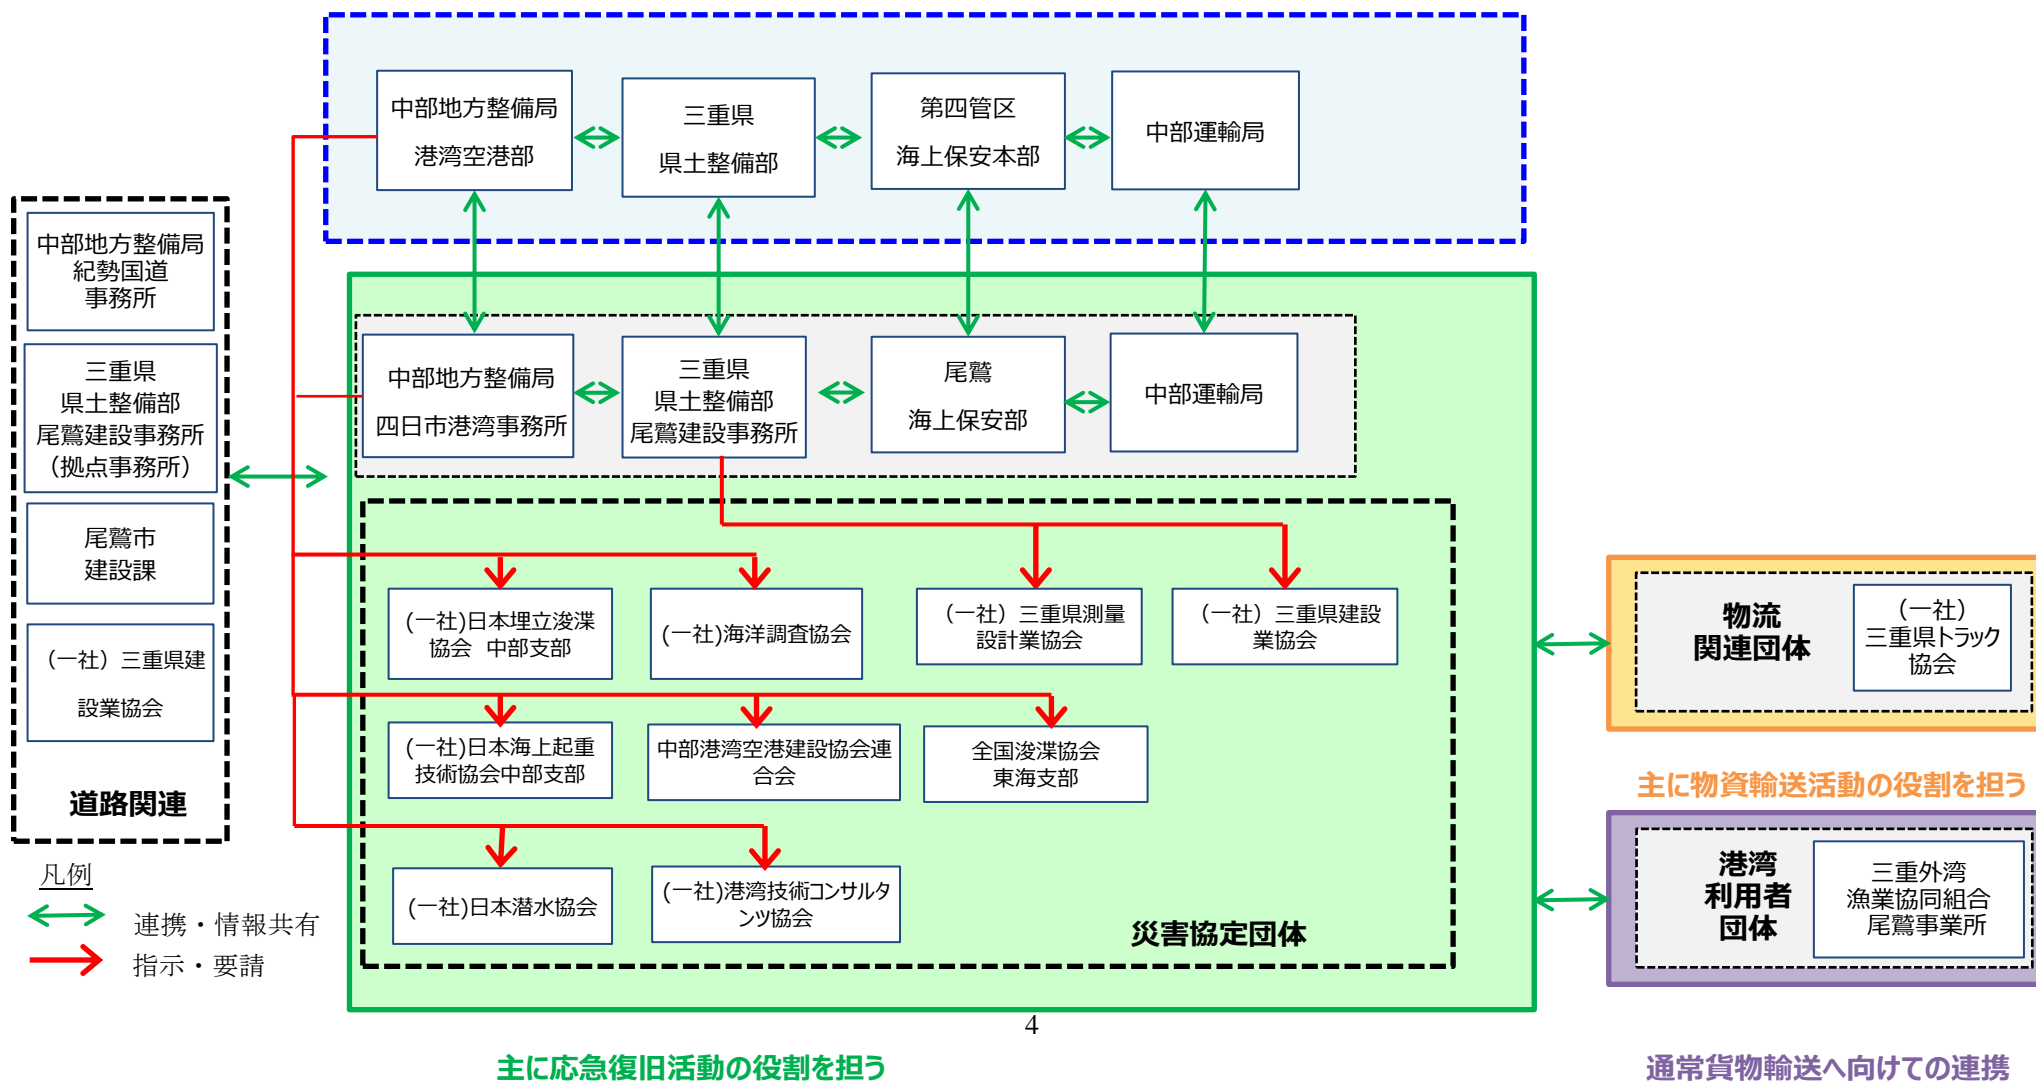 中部地方整備局
港湾空港部
三重県
県土整備部
第四管区
海上保安本部
中部運輸局
中部地方整備局
紀勢国道
事務所
三重県
県土整備部
尾鷲建設事務所
（拠点事務所）
尾鷲市
建設課
（一社）三重県建
設業協会
道路関連
中部地方整備局
四日市港湾事務所
三重県
県土整備部
尾鷲建設事務所
尾鷲
海上保安部
中部運輸局
(一社)日本埋立浚渫
協会 中部支部
(一社)海洋調査協会
（一社）三重県測量
設計業協会
（一社）三重県建設
業協会
(一社)日本海上起重
技術協会中部支部
中部港湾空港建設協会連
合会
全国浚渫協会
東海支部
(一社)日本潜水協会
(一社)港湾技術コンサルタ
ンツ協会
災害協定団体
物流
関連団体
（一社）
三重県トラック
協会
主に物資輸送活動の役割を担う
港湾
利用者
団体
三重外湾
漁業協同組合
尾鷲事業所
凡例
連携・情報共有
指示・要請
4
主に応急復旧活動の役割を担う
通常貨物輸送へ向けての連携